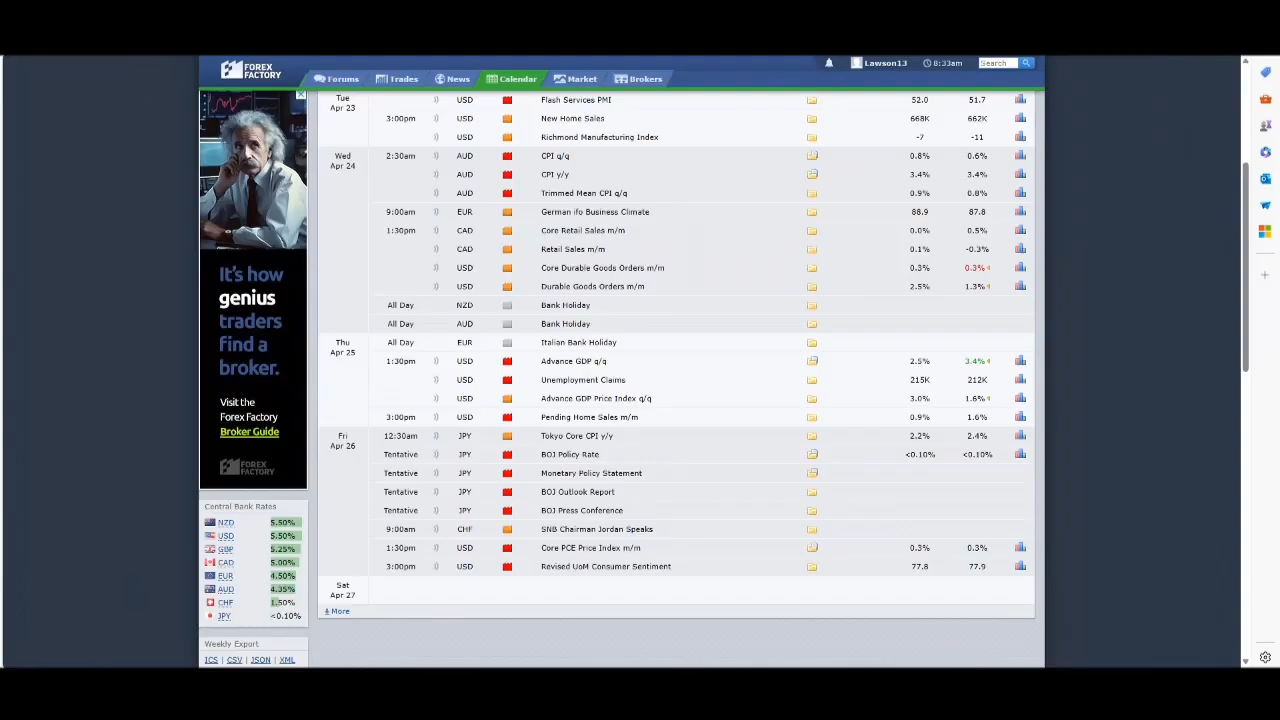 FOREX FACTORY
Forums Trades News Calendar Market Brokers
Lawson13 8:33am Search
Tue Apr 23 USD Flash Services PMI 52.0 51.7
3:00pm USD New Home Sales 668K 662K
USD Richmond Manufacturing Index -7 -11
Wed Apr 24 2:30am AUD CPI q/q 0.8% 0.6%
AUD CPI y/y 3.4% 3.4%
AUD Trimmed Mean CPI q/q 0.9% 0.8%
9:00am EUR German ifo Business Climate 88.9 87.8
1:30pm CAD Core Retail Sales m/m 0.0% 0.5%
CAD Retail Sales m/m 0.1% -0.3%
USD Core Durable Goods Orders m/m 0.3% 0.3%
USD Durable Goods Orders m/m 2.5% 1.3%
All Day NZD Bank Holiday
All Day AUD Bank Holiday
Thu Apr 25 All Day EUR Italian Bank Holiday
1:30pm USD Advance GDP q/q 2.5% 3.4%
USD Unemployment Claims 215K 212K
USD Advance GDP Price Index q/q 3.0% 1.6%
3:00pm USD Pending Home Sales m/m 0.9% 1.6%
Fri Apr 26 12:30am JPY Tokyo Core CPI y/y 2.2% 2.4%
Tentative JPY BOJ Policy Rate <0.10% <0.10%
Tentative JPY Monetary Policy Statement
Tentative JPY BOJ Outlook Report
Tentative JPY BOJ Press Conference
9:00am CHF SNB Chairman Jordan Speaks
1:30pm USD Core PCE Price Index m/m 0.3% 0.3%
3:00pm USD Revised UoM Consumer Sentiment 77.8 77.9
Sat Apr 27
More
It's how
genius
traders
find a
broker.
Visit the
Forex Factory
Broker Guide
FOREX FACTORY
Central Bank Rates
NZD 5.50%
USD 5.50%
GBP 5.25%
CAD 5.00%
EUR 4.50%
AUD 4.35%
CHF 1.50%
JPY <0.10%
Weekly Export
ICS | CSV | JSON | XML